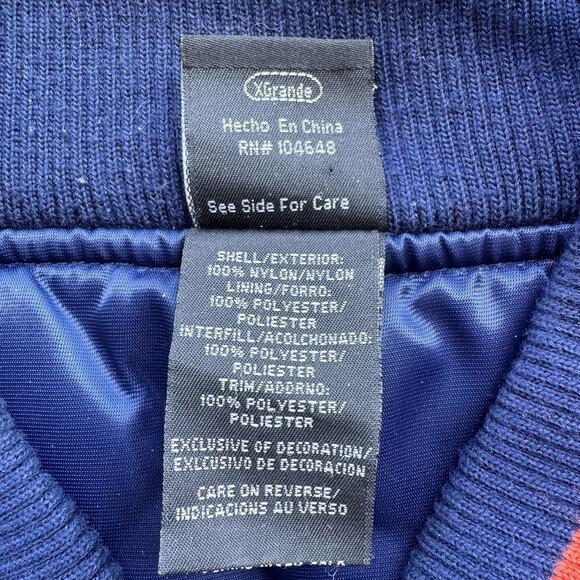 XGrande
Hecho En China
RN# 104648
See Side For Care
SHELL/EXTERIOR:
100% NYLON/NYLON
LINING/FORRO:
100% POLYESTER/
POLIESTER
INTERFILL/ACOLCHONADO:
100% POLYESTER/
POLIESTER
TRIM/ADORNO:
100% POLYESTER/
POLIESTER
EXCLUSIVE OF DECORATION/
EXCLUCIVO DE DECORACION
CARE ON REVERSE/
INDICACIONS AU VERSO